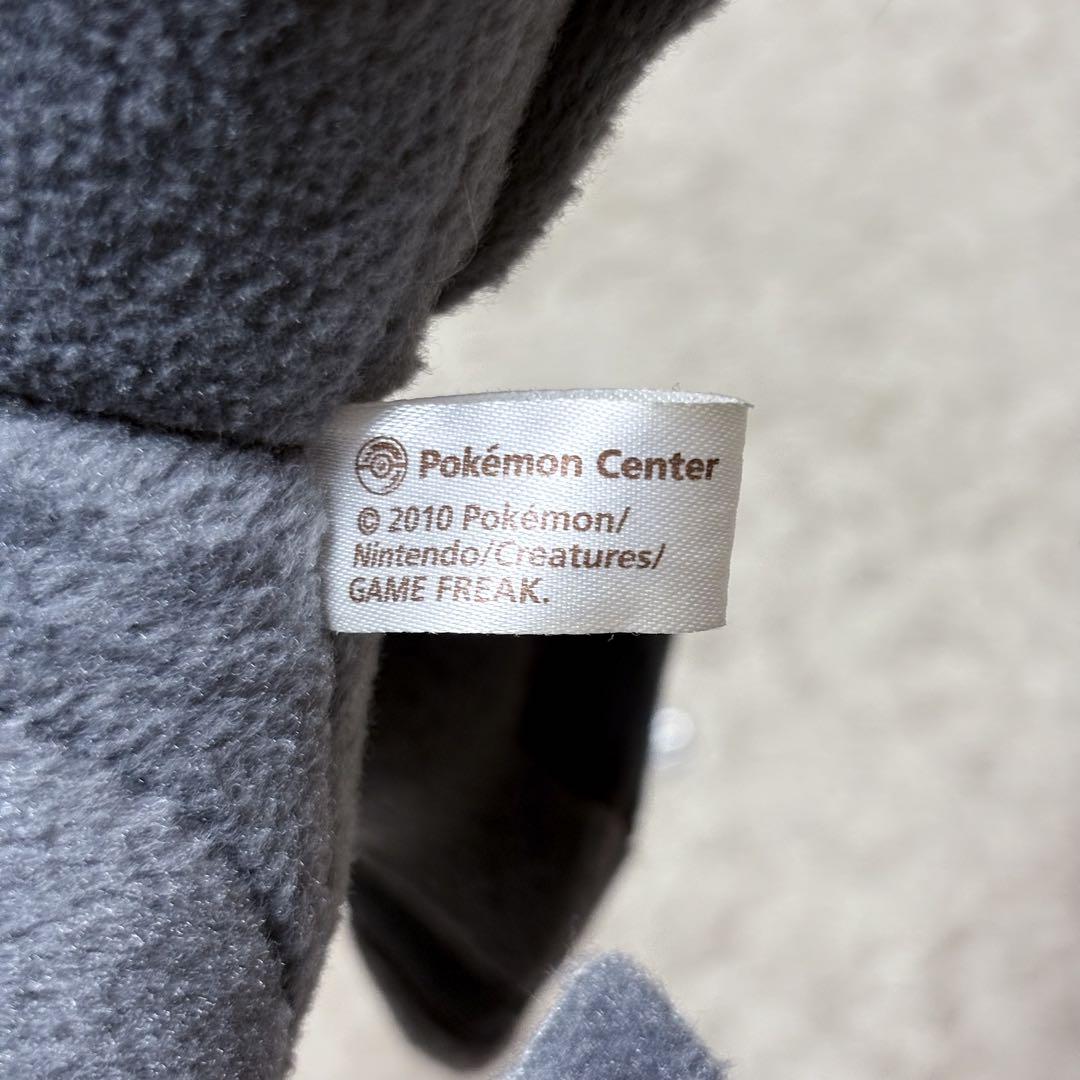 Pokémon Center
© 2010 Pokémon/
Nintendo/Creatures/
GAME FREAK.